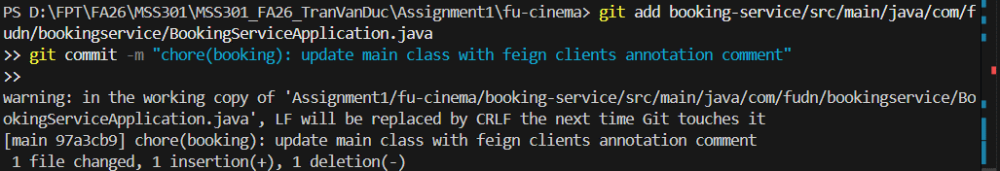 PS D:\FPT\FA26\MSS301\MSS301_FA26_TranVanDuc\Assignment1\fu-cinema> git add booking-service/src/main/java/com/f
udn/bookingservice/BookingServiceApplication.java
>> git commit -m "chore(booking): update main class with feign clients annotation comment"
>>
warning: in the working copy of 'Assignment1/fu-cinema/booking-service/src/main/java/com/fudn/bookingservice/Bo
okingServiceApplication.java', LF will be replaced by CRLF the next time Git touches it
[main 97a3cb9] chore(booking): update main class with feign clients annotation comment
 1 file changed, 1 insertion(+), 1 deletion(-)